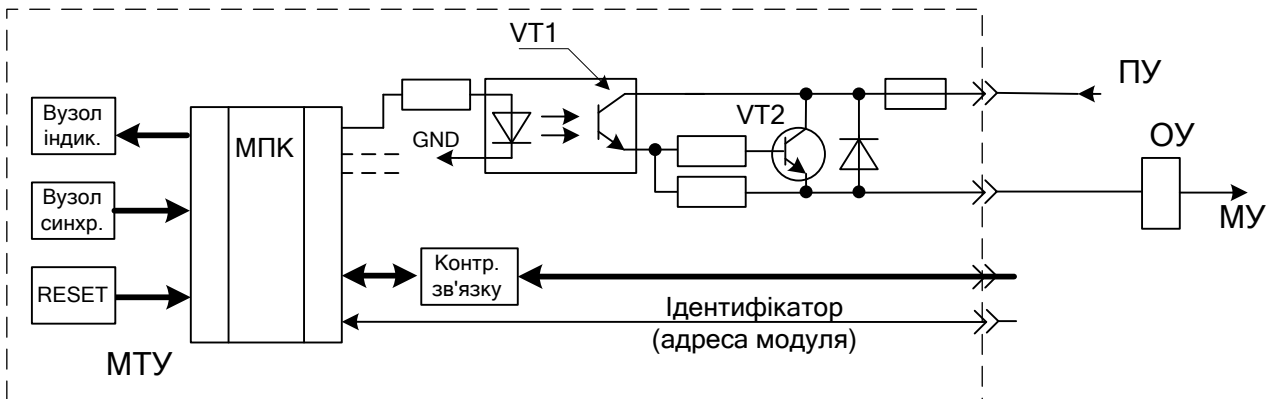 VT1
ПУ
Вузол
індик.
МПК
GND
VT2
ОУ
Вузол
синхр.
МУ
RESET
Контр.
зв'язку
Ідентифікатор
(адреса модуля)
МТУ